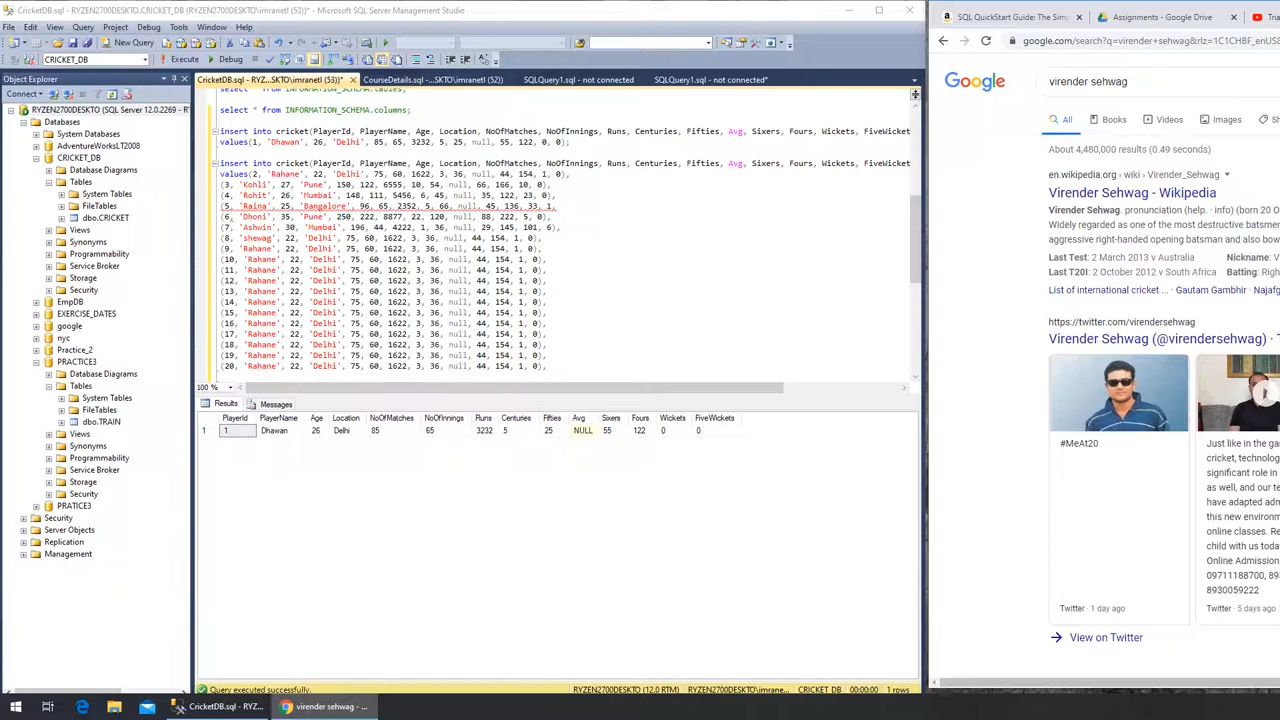 CricketDB.sql - RYZEN2700DESKTO.CRICKET_DB (RYZEN2700DESKTO\imranetl (53))* - Microsoft SQL Server Management Studio
File Edit View Query Project Debug Tools Window Help
New Query
CRICKET_DB Execute Debug
Object Explorer
Connect
RYZEN2700DESKTO (SQL Server 12.0.2269 - R
Databases
System Databases
AdventureWorksLT2008
CRICKET_DB
Database Diagrams
Tables
System Tables
FileTables
dbo.CRICKET
Views
Synonyms
Programmability
Service Broker
Storage
Security
EmpDB
EXERCISE_DATES
google
nyc
Practice_2
PRACTICE3
Database Diagrams
Tables
System Tables
FileTables
dbo.TRAIN
Views
Synonyms
Programmability
Service Broker
Storage
Security
PRATICE3
Security
Server Objects
Replication
Management
CricketDB.sql - RYZ...SKTO\imranetl (53))* CourseDetails.sql -...SKTO\imranetl (52)) SQLQuery1.sql - not connected SQLQuery1.sql - not connected*
select * from INFORMATION_SCHEMA.tables;
select * from INFORMATION_SCHEMA.columns;
insert into cricket(PlayerId, PlayerName, Age, Location, NoOfMatches, NoOfInnings, Runs, Centuries, Fifties, Avg, Sixers, Fours, Wickets, FiveWicket
values(1, 'Dhawan', 26, 'Delhi', 85, 65, 3232, 5, 25, null, 55, 122, 0, 0);
insert into cricket(PlayerId, PlayerName, Age, Location, NoOfMatches, NoOfInnings, Runs, Centuries, Fifties, Avg, Sixers, Fours, Wickets, FiveWicket
values(2, 'Rahane', 22, 'Delhi', 75, 60, 1622, 3, 36, null, 44, 154, 1, 0),
(3, 'Kohli', 27, 'Pune', 150, 122, 6555, 10, 54, null, 66, 166, 10, 0),
(4, 'Rohit', 26, 'Mumbai', 148, 111, 5456, 6, 45, null, 35, 122, 23, 0),
(5, 'Raina', 25, 'Bangalore', 96, 65, 2352, 5, 66, null, 45, 136, 33, 1,
(6, 'Dhoni', 35, 'Pune', 250, 222, 8877, 22, 120, null, 88, 222, 5, 0),
(7, 'Ashwin', 30, 'Mumbai', 196, 44, 4222, 1, 36, null, 29, 145, 101, 6),
(8, 'shewag', 22, 'Delhi', 75, 60, 1622, 3, 36, null, 44, 154, 1, 0),
(9, 'Rahane', 22, 'Delhi', 75, 60, 1622, 3, 36, null, 44, 154, 1, 0),
(10, 'Rahane', 22, 'Delhi', 75, 60, 1622, 3, 36, null, 44, 154, 1, 0),
(11, 'Rahane', 22, 'Delhi', 75, 60, 1622, 3, 36, null, 44, 154, 1, 0),
(12, 'Rahane', 22, 'Delhi', 75, 60, 1622, 3, 36, null, 44, 154, 1, 0),
(13, 'Rahane', 22, 'Delhi', 75, 60, 1622, 3, 36, null, 44, 154, 1, 0),
(14, 'Rahane', 22, 'Delhi', 75, 60, 1622, 3, 36, null, 44, 154, 1, 0),
(15, 'Rahane', 22, 'Delhi', 75, 60, 1622, 3, 36, null, 44, 154, 1, 0),
(16, 'Rahane', 22, 'Delhi', 75, 60, 1622, 3, 36, null, 44, 154, 1, 0),
(17, 'Rahane', 22, 'Delhi', 75, 60, 1622, 3, 36, null, 44, 154, 1, 0),
(18, 'Rahane', 22, 'Delhi', 75, 60, 1622, 3, 36, null, 44, 154, 1, 0),
(19, 'Rahane', 22, 'Delhi', 75, 60, 1622, 3, 36, null, 44, 154, 1, 0),
(20, 'Rahane', 22, 'Delhi', 75, 60, 1622, 3, 36, null, 44, 154, 1, 0),
100 %
Results Messages
PlayerId PlayerName Age Location NoOfMatches NoOfInnings Runs Centuries Fifties Avg Sixers Fours Wickets FiveWickets
1 1 Dhawan 26 Delhi 85 65 3232 5 25 NULL 55 122 0 0
Query executed successfully. RYZEN2700DESKTO (12.0 RTM) RYZEN2700DESKTO\imrane... CRICKET_DB 00:00:00 1 rows
SQL QuickStart Guide: The Sim Assignments - Google Drive Tra
google.com/search?q=virender+sehwag&rlz=1C1CHBF_enUS8
Google
virender sehwag
All Books Videos Images Sh
About 4,480,000 results (0.49 seconds)
en.wikipedia.org › wiki › Virender_Sehwag
Virender Sehwag - Wikipedia
Virender Sehwag. pronunciation (help. · info) (born 20 O
Widely regarded as one of the most destructive batsmer
aggressive right-handed opening batsman and also bow
Last Test: 2 March 2013 v Australia Nickname: V
Last T20I: 2 October 2012 v South Africa Batting: Righ
List of international cricket ... · Gautam Gambhir · Najafg
https://twitter.com/virendersehwag
Virender Sehwag (@virendersehwag) · T
#MeAt20
Twitter · 1 day ago
Just like in the gar
cricket, technolog
significant role in
as well, and our te
have adapted adm
this new environm
online classes. Re
child with us toda
Online Admission
09711188700, 89
8930059222
Twitter · 5 days ago
View on Twitter
CricketDB.sql - RYZ... virender sehwag - ...